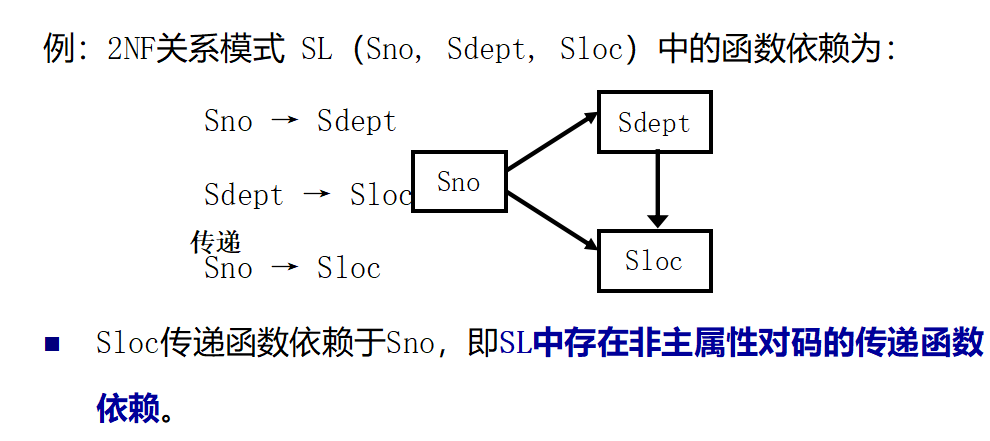 例：2NF关系模式 SL（Sno, Sdept, Sloc）中的函数依赖为：
Sno → Sdept
Sdept → Sloc
传递
Sno → Sloc
Sno
Sdept
Sloc
■ Sloc传递函数依赖于Sno，即SL中存在非主属性对码的传递函数
依赖。